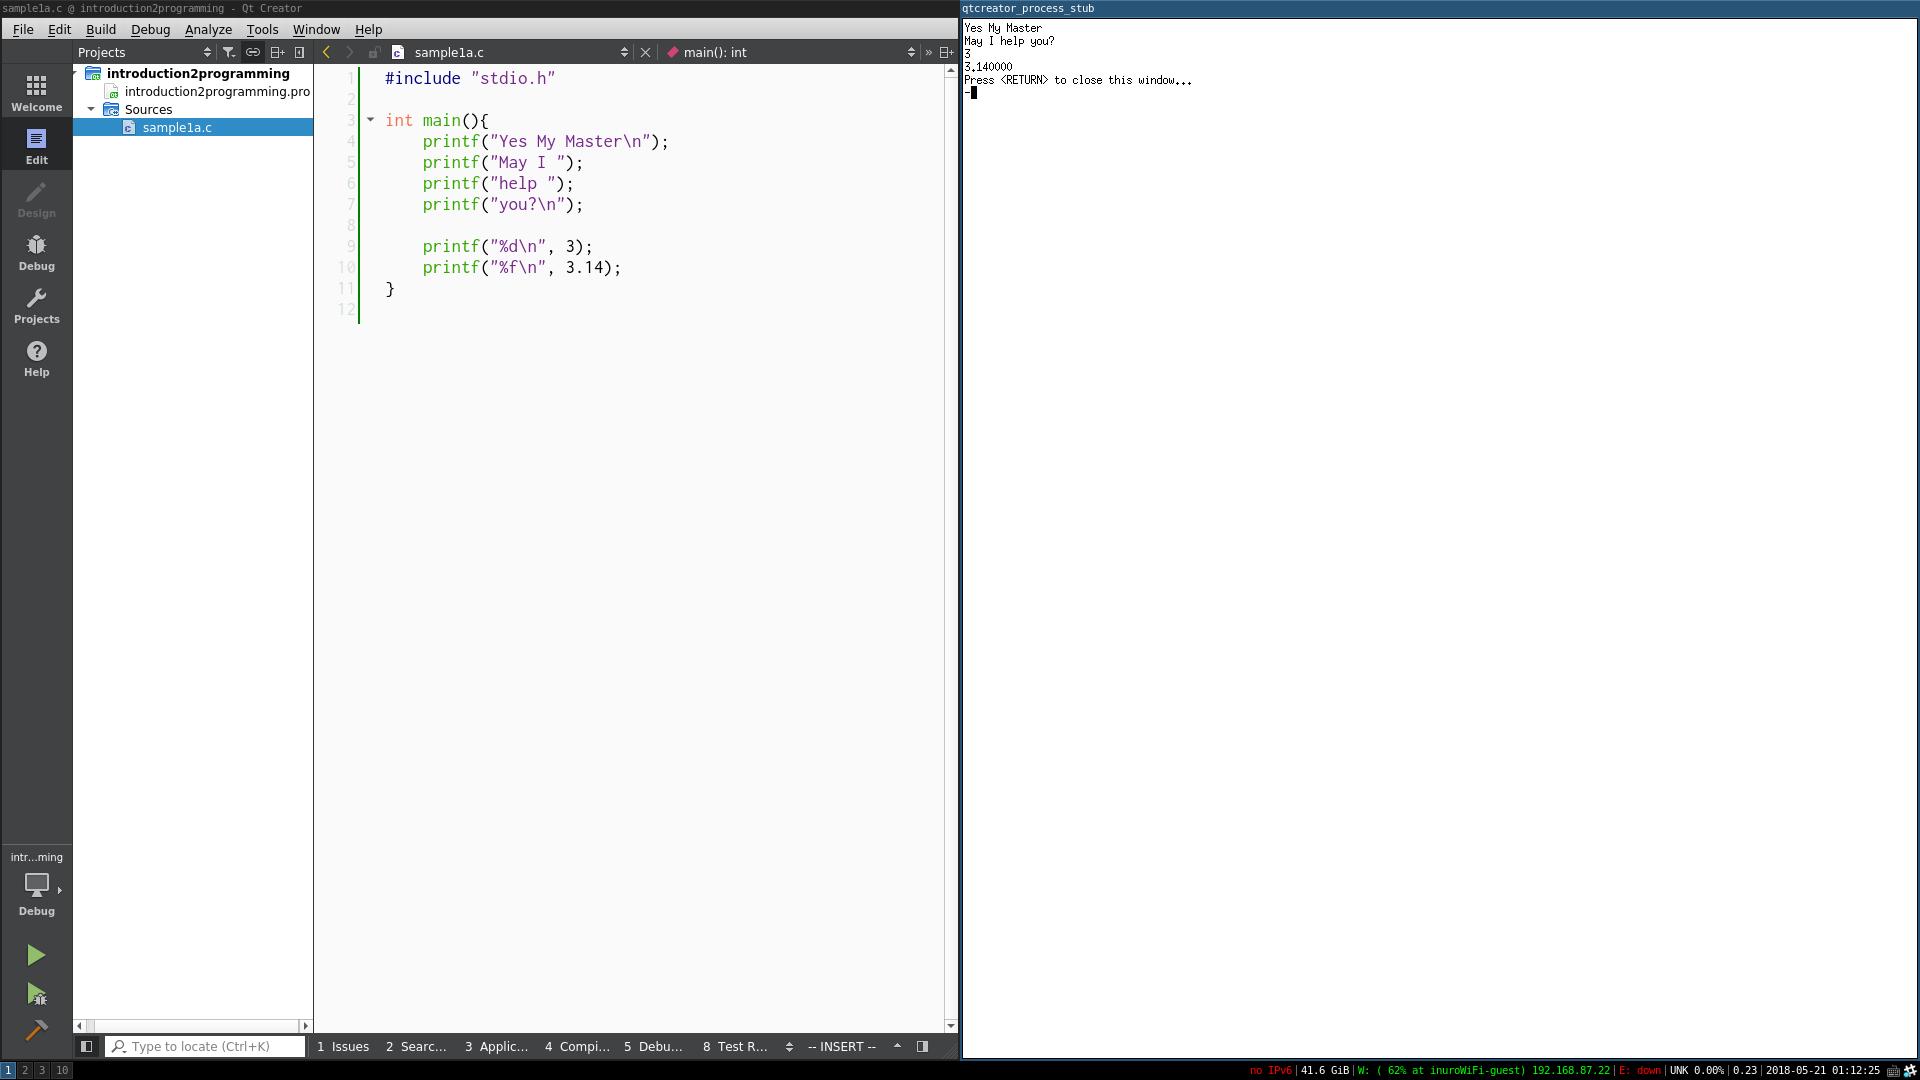 sample1a.c @ introduction2programming - Qt Creator
File Edit Build Debug Analyze Tools Window Help
Projects
sample1a.c
main(): int
»
Welcome
Edit
Design
Debug
Projects
Help
introduction2programming
introduction2programming.pro
Sources
sample1a.c
1 #include "stdio.h"
2
3 int main(){
4 printf("Yes My Master\n");
5 printf("May I ");
6 printf("help ");
7 printf("you?\n");
8
9 printf("%d\n", 3);
10 printf("%f\n", 3.14);
11 }
12
intr...ming
Debug
Type to locate (Ctrl+K)
1 Issues 2 Searc... 3 Applic... 4 Compi... 5 Debu... 8 Test R... -- INSERT --
qtcreator_process_stub
Yes My Master
May I help you?
3
3.140000
Press <RETURN> to close this window...
1 2 3 10
no IPv6|41.6 GiB|W: ( 62% at inuroWiFi-guest) 192.168.87.22|E: down|UNK 0.00%|0.23|2018-05-21 01:12:25